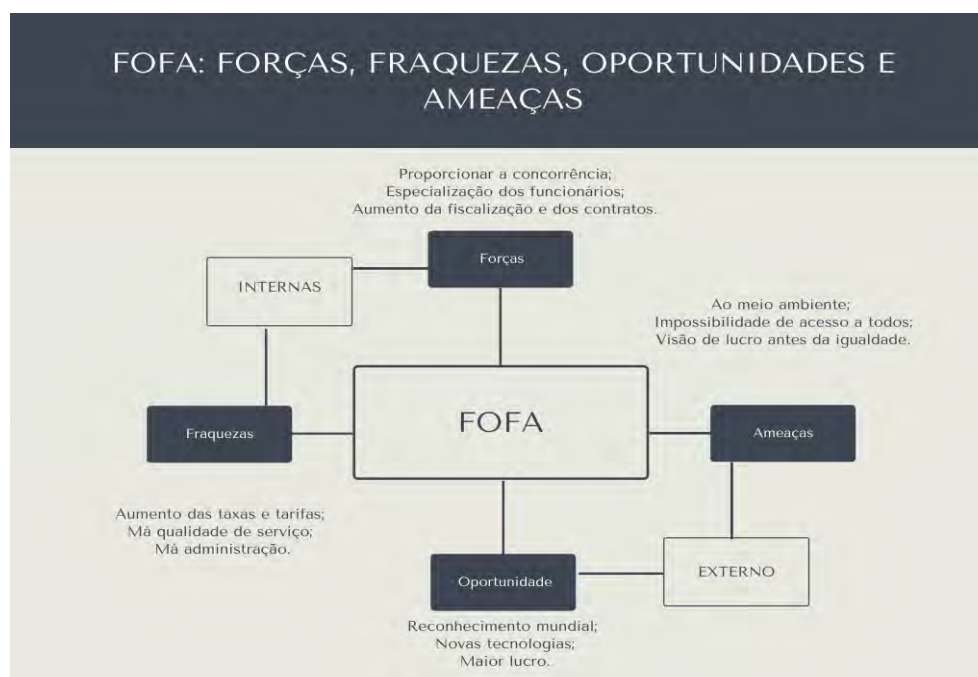 FOFA: FORÇAS, FRAQUEZAS, OPORTUNIDADES E
AMEAÇAS
Proporcionar a concorrência;
Especialização dos funcionários;
Aumento da fiscalização e dos contratos.
Forças
INTERNAS
Ao meio ambiente;
Impossibilidade de acesso a todos;
Visão de lucro antes da igualdade.
FOFA
Fraquezas
Ameaças
Aumento das taxas e tarifas;
Má qualidade de serviço;
Má administração.
EXTERNO
Oportunidade
Reconhecimento mundial;
Novas tecnologias;
Maior lucro.